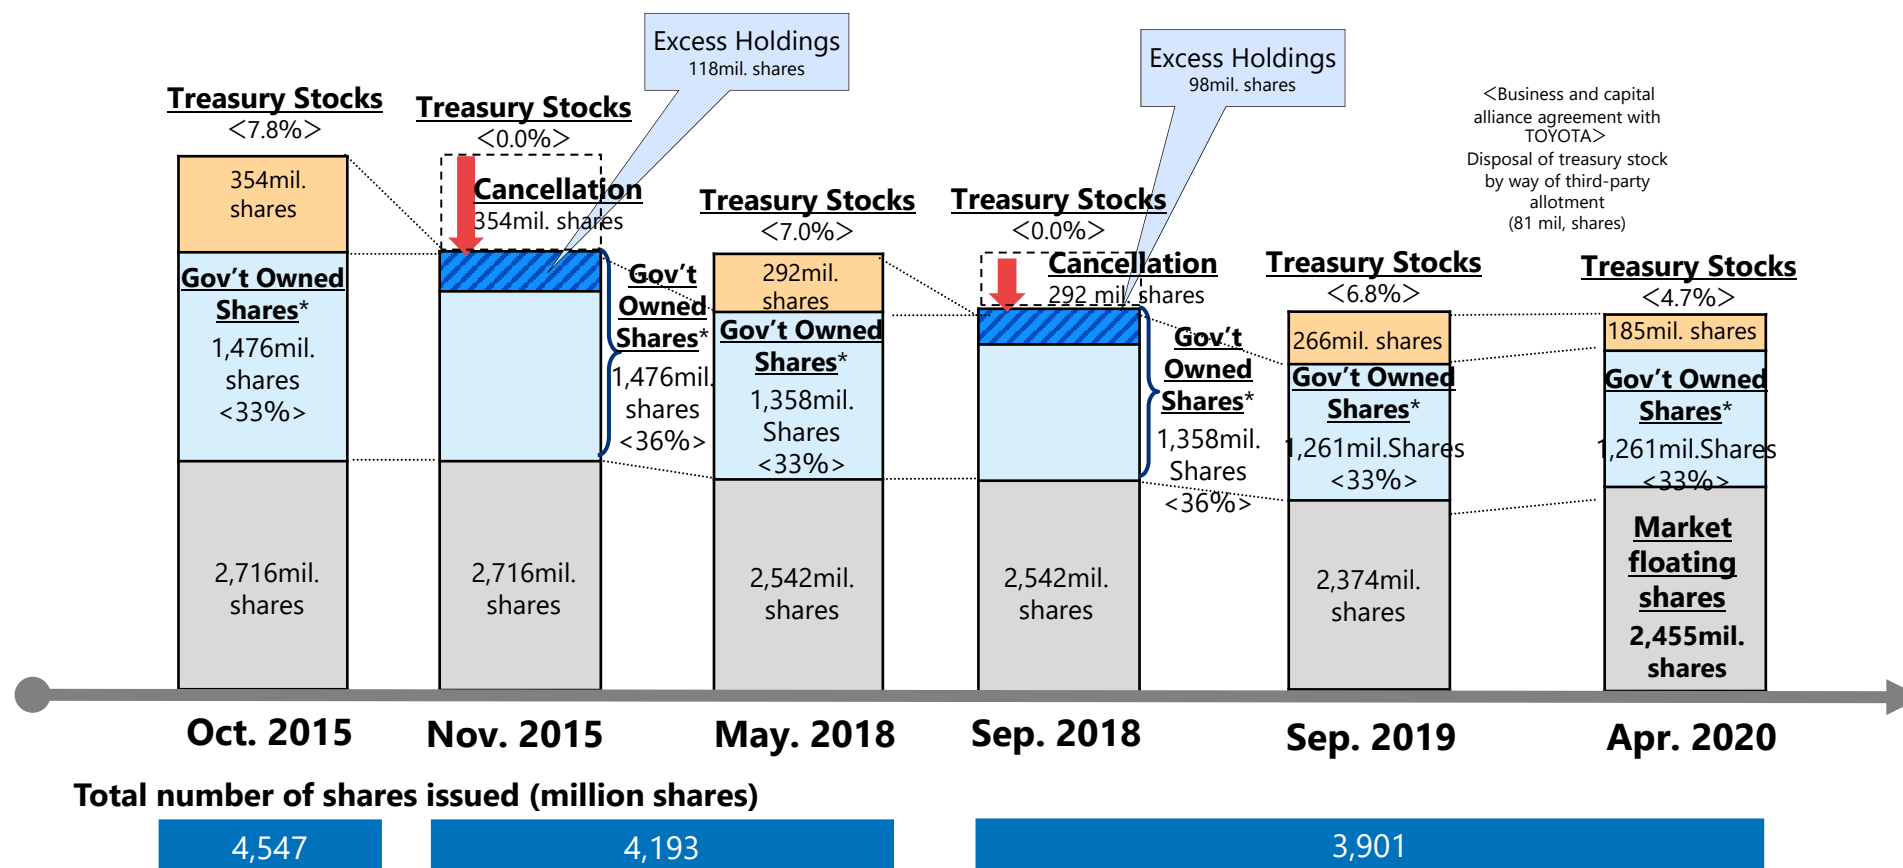 Excess Holdings
118mil. shares
Excess Holdings
98mil. shares
Treasury Stocks
<7.8%>
Treasury Stocks
<0.0%>
Treasury Stocks
<7.0%>
Treasury Stocks
<0.0%>
Treasury Stocks
<6.8%>
Treasury Stocks
<4.7%>
<Business and capital
alliance agreement with
TOYOTA>
Disposal of treasury stock
by way of third-party
allotment
(81 mil, shares)
354mil.
shares
Gov't Owned
Shares*
1,476mil.
shares
<33%>
2,716mil.
shares
Cancellation
354mil. shares
Gov't
Owned
Shares*
1,476mil.
shares
<36%>
2,716mil.
shares
292mil.
shares
Gov't Owned
Shares*
1,358mil.
Shares
<33%>
2,542mil.
shares
Cancellation
292 mil. shares
Gov't
Owned
Shares*
1,358mil.
Shares
<36%>
2,542mil.
shares
266mil. shares
Gov't Owned
Shares*
1,261mil.Shares
<33%>
2,374mil.
shares
185mil. shares
Gov't Owned
Shares*
1,261mil.Shares
<33%>
Market
floating
shares
2,455mil.
shares
Oct. 2015
Nov. 2015
May. 2018
Sep. 2018
Sep. 2019
Apr. 2020
Total number of shares issued (million shares)
4,547
4,193
3,901